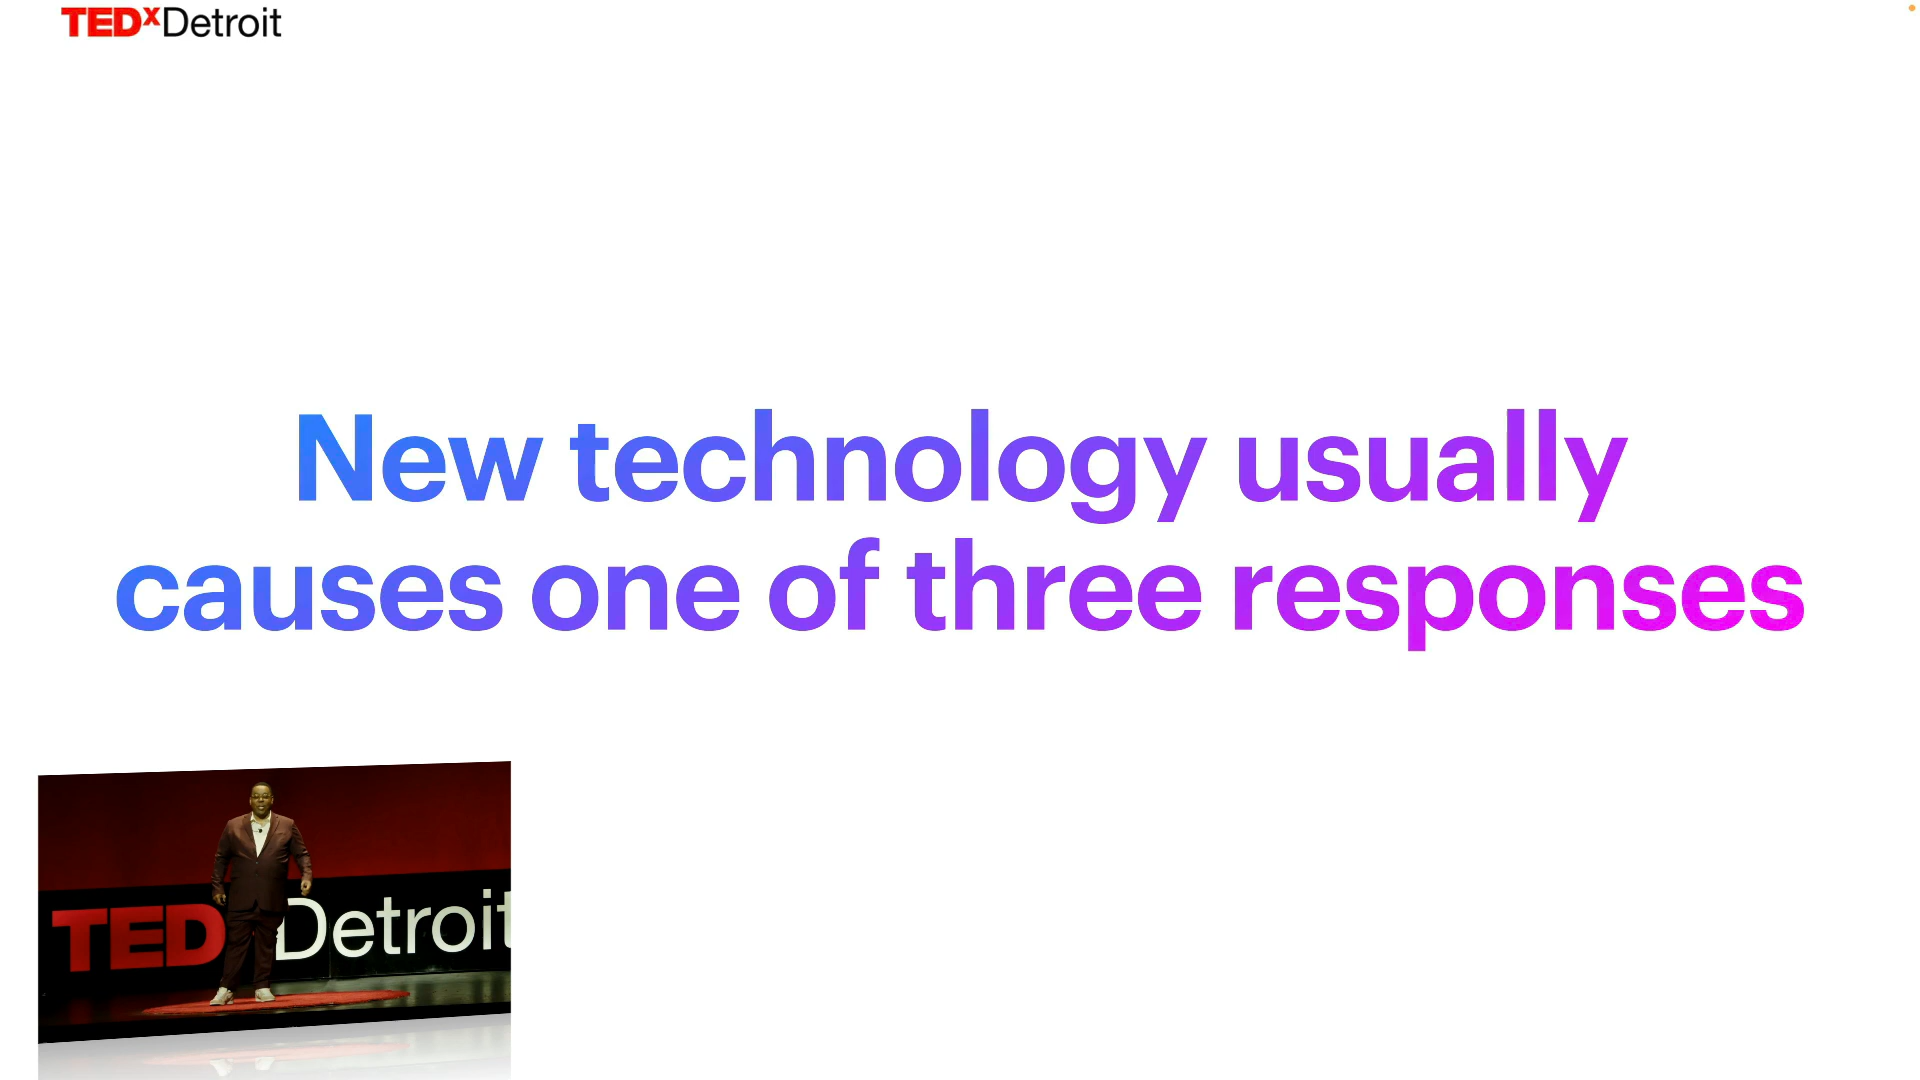 TEDxDetroit
New technology usually
causes one of three responses
TED Detroit